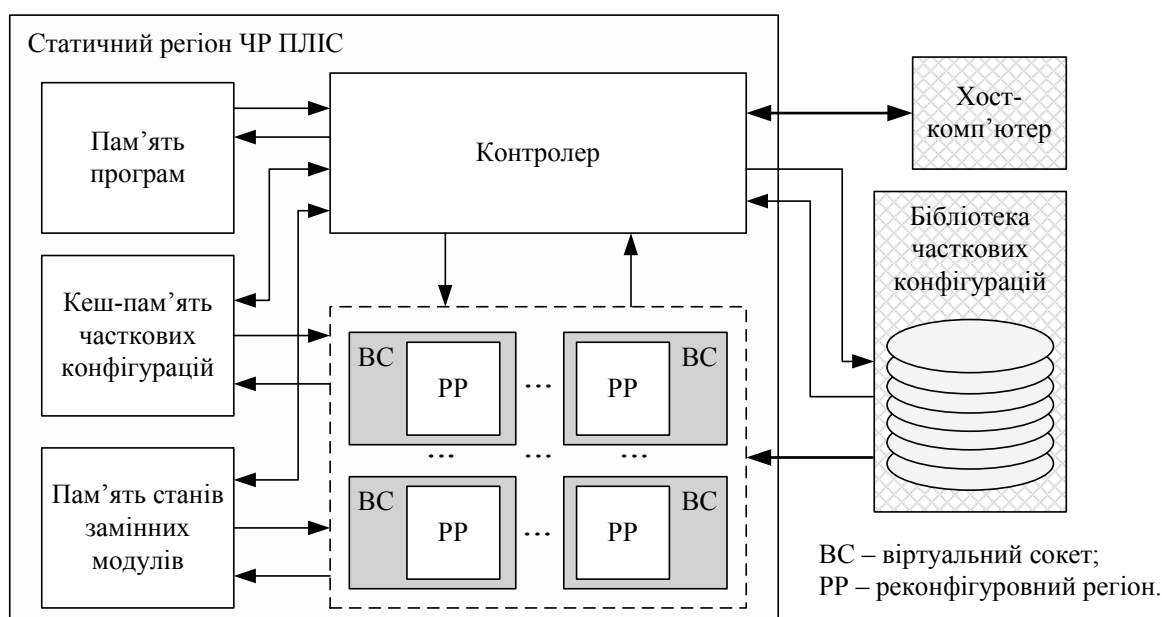 Статичний регіон ЧР ПЛІС
Пам’ять
програм
Контролер
Хост-
комп’ютер
Бібліотека
часткових
конфігурацій
Кеш-пам’ять
часткових
конфігурацій
ВС
РР
...
РР
ВС
...
...
...
Пам’ять станів
замінних
модулів
ВС
РР
...
РР
ВС
ВС – віртуальний сокет;
РР – реконфігуровний регіон.